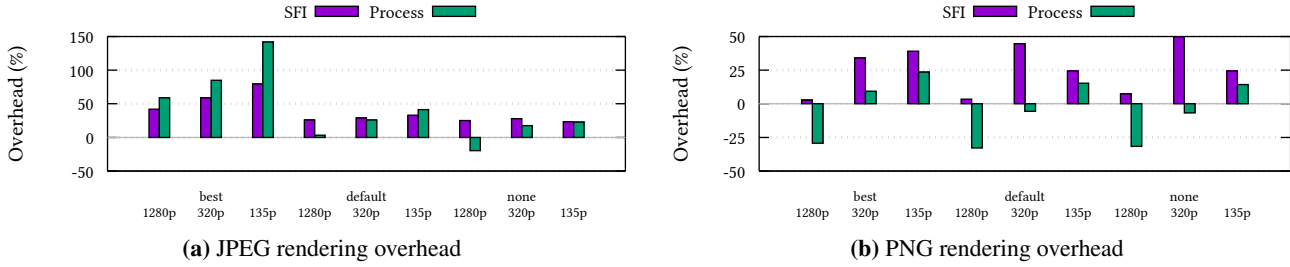 SFI Process
150
100
50
0
-50
Overhead (%)
best default none
1280p 320p 135p 1280p 320p 135p 1280p 320p 135p
(a) JPEG rendering overhead
SFI Process
50
25
0
-25
-50
Overhead (%)
best default none
1280p 320p 135p 1280p 320p 135p 1280p 320p 135p
(b) PNG rendering overhead